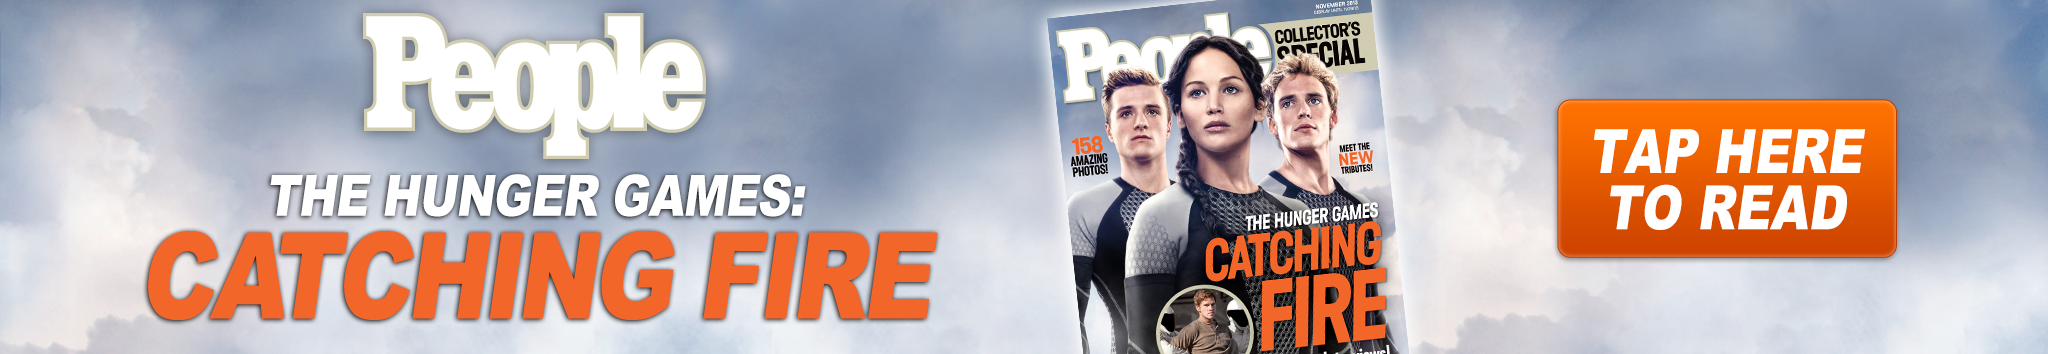 People
THE HUNGER GAMES:
CATCHING FIRE
People
NOVEMBER 2013
COLLECTOR'S
SPECIAL
158
AMAZING
PHOTOS!
MEET THE
NEW
TRIBUTES!
THE HUNGER GAMES
CATCHING
FIRE
TAP HERE
TO READ